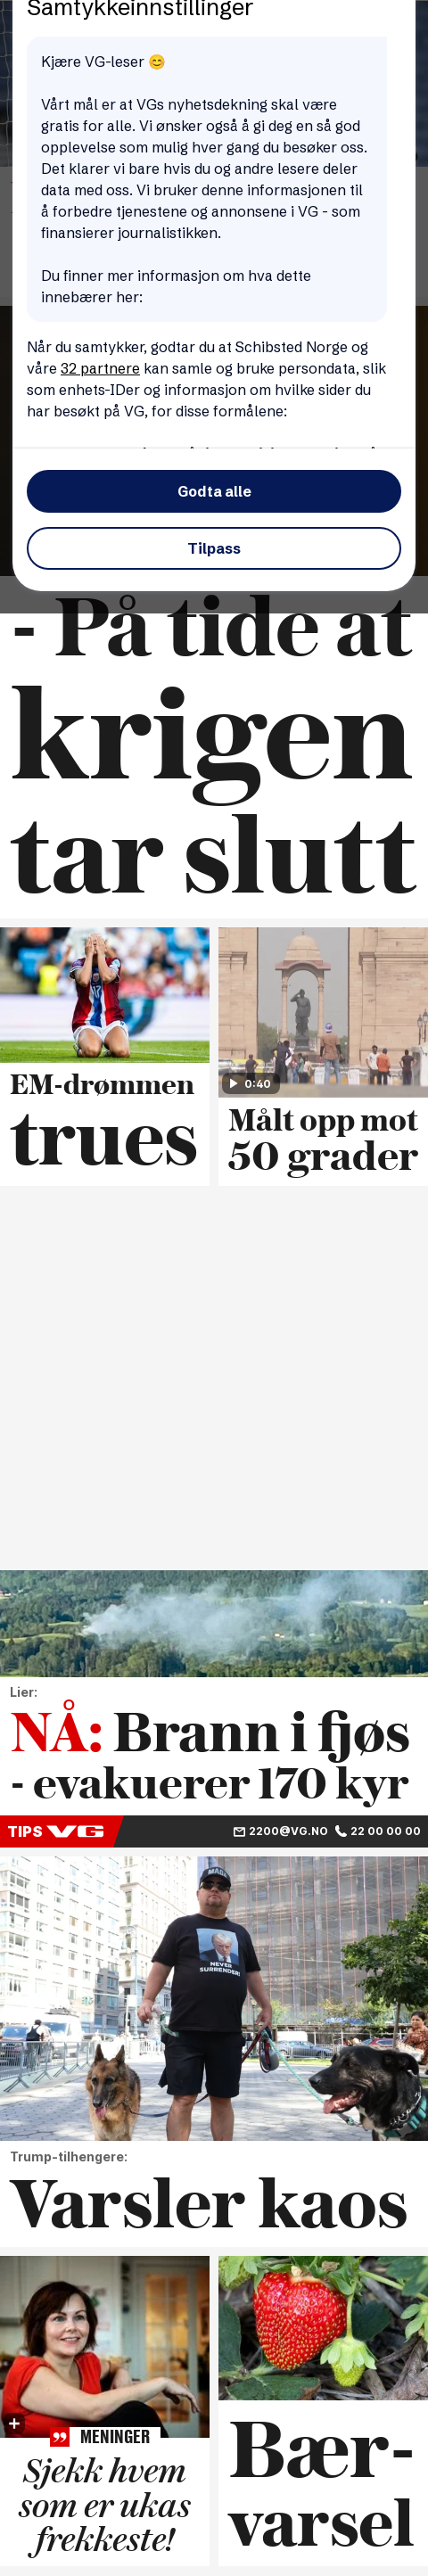 Samtykkeinnstillinger
Kjære VG-leser 😊
Vårt mål er at VGs nyhetsdekning skal være
gratis for alle. Vi ønsker også å gi deg en så god
opplevelse som mulig hver gang du besøker oss.
Det klarer vi bare hvis du og andre lesere deler
data med oss. Vi bruker denne informasjonen til
å forbedre tjenestene og annonsene i VG - som
finansierer journalistikken.
Du finner mer informasjon om hva dette
innebærer her:
Når du samtykker, godtar du at Schibsted Norge og
våre 32 partnere kan samle og bruke persondata, slik
som enhets-IDer og informasjon om hvilke sider du
har besøkt på VG, for disse formålene:
Godta alle
Tilpass
- På tide at
krigen
tar slutt
0:40
EM-drømmen
trues
Målt opp mot
50 grader
Lier:
NÅ: Brann i fjøs
- evakuerer 170 kyr
TIPS VG 2200@VG.NO 22 00 00 00
NEVER
SURRENDER!
Trump-tilhengere:
Varsler kaos
MENINGER
Sjekk hvem
som er ukas
frekkeste!
Bær-
varsel